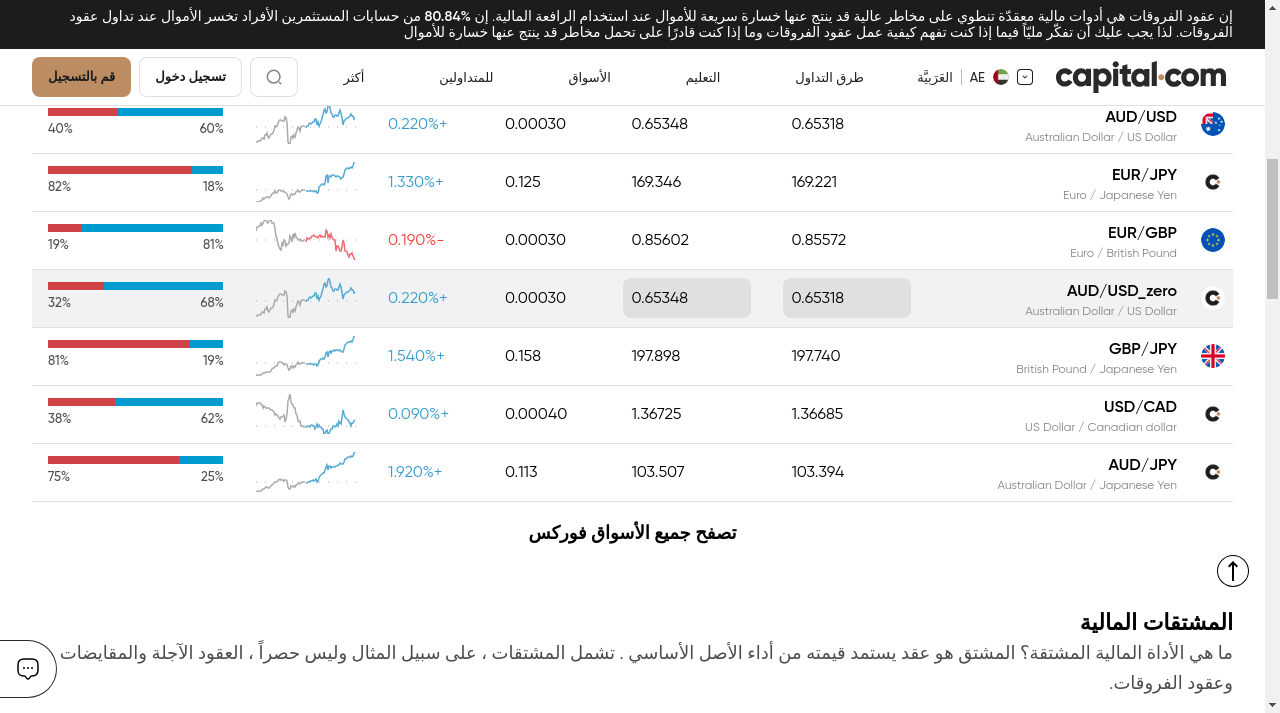 إن عقود الفروقات هي أدوات مالية معقدّة تنطوي على مخاطر عالية قد ينتج عنها خسارة سريعة للأموال عند استخدام الرافعة المالية. إن 80.84% من حسابات المستثمرين الأفراد تخسر الأموال عند تداول عقود
الفروقات. لذا يجب عليك أن تفكّر مليّاً فيما إذا كنت تفهم كيفية عمل عقود الفروقات وما إذا كنت قادرًا على تحمل مخاطر قد ينتج عنها خسارة للأموال
capital.com AE العَرَبيَّة طرق التداول التعليم الأسواق للمتداولين أكثر تسجيل دخول قم بالتسجيل
AUD/USD 0.65318 0.65348 0.00030 0.220%+ 60% 40%
Australian Dollar / US Dollar
EUR/JPY 169.221 169.346 0.125 1.330%+ 18% 82%
Euro / Japanese Yen
EUR/GBP 0.85572 0.85602 0.00030 0.190%- 81% 19%
Euro / British Pound
AUD/USD_zero 0.65318 0.65348 0.00030 0.220%+ 68% 32%
Australian Dollar / US Dollar
GBP/JPY 197.740 197.898 0.158 1.540%+ 19% 81%
British Pound / Japanese Yen
USD/CAD 1.36685 1.36725 0.00040 0.090%+ 62% 38%
US Dollar / Canadian dollar
AUD/JPY 103.394 103.507 0.113 1.920%+ 25% 75%
Australian Dollar / Japanese Yen
تصفح جميع الأسواق فوركس
المشتقات المالية
ما هي الأداة المالية المشتقة؟ المشتق هو عقد يستمد قيمته من أداء الأصل الأساسي . تشمل المشتقات ، على سبيل المثال وليس حصراً ، العقود الآجلة والمقايضات
وعقود الفروقات.